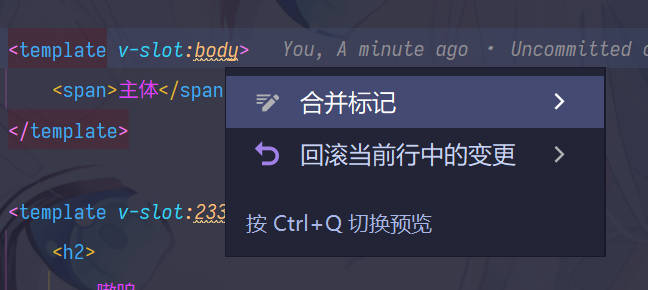 <template v-slot:body> You, A minute ago • Uncommitted
<span>主体</span
合并标记
</template>
回滚当前行中的变更
<template v-slot:233
按 Ctrl+Q 切换预览
<h2>